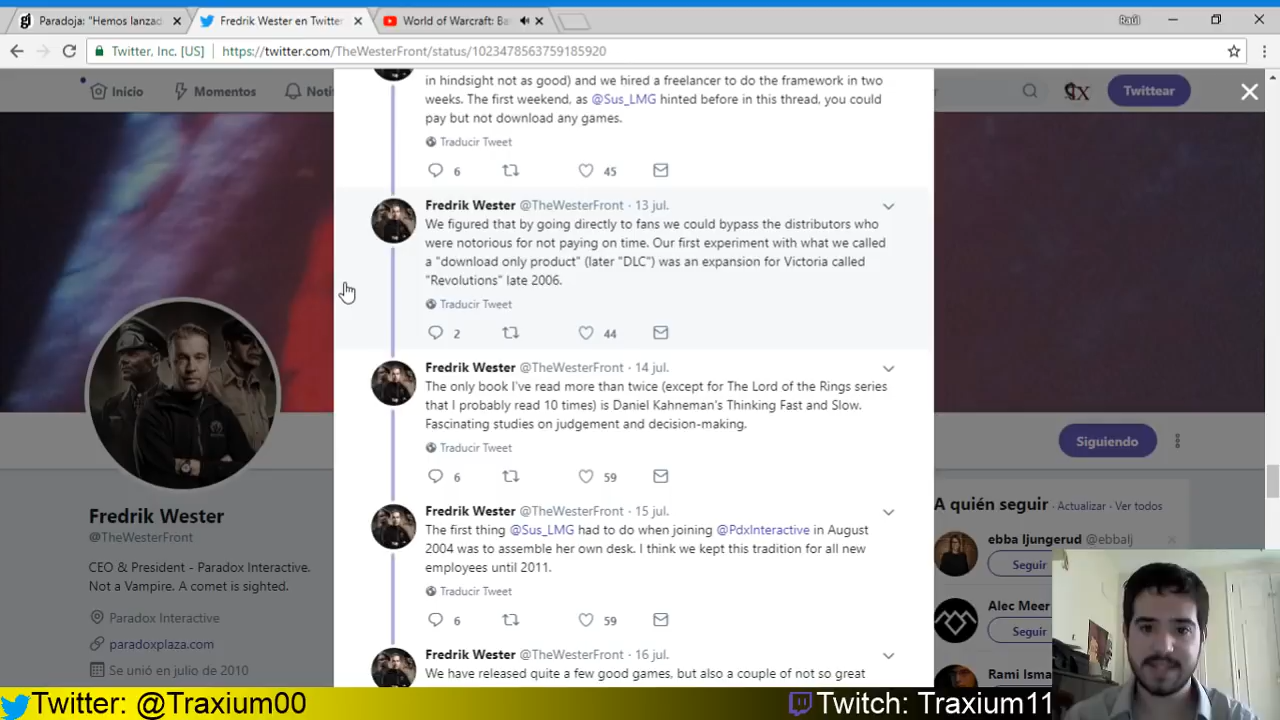 Paradoja: "Hemos lanzad
Fredrik Wester en Twitter
World of Warcraft: Ba
Raúl
Twitter, Inc. [US]
https://twitter.com/TheWesterFront/status/1023478563759185920
Inicio
Momentos
Noti
Twittear
in hindsight not as good) and we hired a freelancer to do the framework in two
weeks. The first weekend, as @Sus_LMG hinted before in this thread, you could
pay but not download any games.
Traducir Tweet
6 45
Fredrik Wester @TheWesterFront · 13 jul.
We figured that by going directly to fans we could bypass the distributors who
were notorious for not paying on time. Our first experiment with what we called
a "download only product" (later "DLC") was an expansion for Victoria called
"Revolutions" late 2006.
Traducir Tweet
2 44
Fredrik Wester @TheWesterFront · 14 jul.
The only book I've read more than twice (except for The Lord of the Rings series
that I probably read 10 times) is Daniel Kahneman's Thinking Fast and Slow.
Fascinating studies on judgement and decision-making.
Traducir Tweet
6 59
Fredrik Wester @TheWesterFront · 15 jul.
The first thing @Sus_LMG had to do when joining @PdxInteractive in August
2004 was to assemble her own desk. I think we kept this tradition for all new
employees until 2011.
Traducir Tweet
6 59
Fredrik Wester @TheWesterFront · 16 jul.
We have released quite a few good games, but also a couple of not so great
Fredrik Wester
@TheWesterFront
CEO & President - Paradox Interactive.
Not a Vampire. A comet is sighted.
Paradox Interactive
paradoxplaza.com
Se unió en julio de 2010
Siguiendo
A quién seguir · Actualizar · Ver todos
ebba ljungerud @ebbalj
Seguir
Alec Meer
Seguir
Rami Isma
Twitter: @Traxium00
Twitch: Traxium11